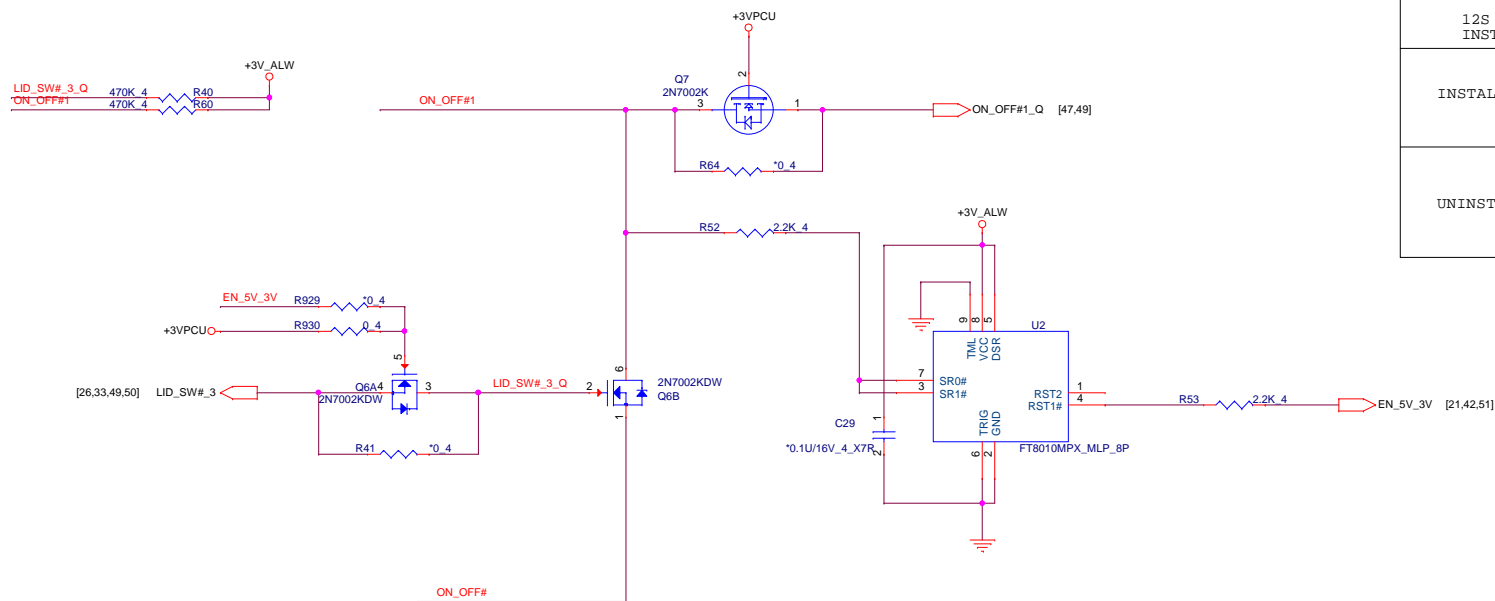 +3VPCU
12S
INST
+3V_ALW
LID_SW#_3_Q 470K_4 R40
ON_OFF#1 470K_4 R60
Q7
2N7002K
2
INSTAL
ON_OFF#1
3
1
ON_OFF#1_Q [47,49]
R64 *0_4
UNINST
+3V_ALW
R52 2.2K_4
EN_5V_3V R929 *0_4
+3VPCU R930 0_4
5
9 8 5
U2
TML VCC DSR
6
2N7002KDW
Q6B
7 SR0#
3 SR1#
[26,33,49,50] LID_SW#_3
Q6A 4
2N7002KDW
3
LID_SW#_3_Q
2
1
RST2 1
RST1# 4
R53 2.2K_4
EN_5V_3V [21,42,51]
C29
1
2
*0.1U/16V_4_X7R
TRIG GND
6 2
FT8010MPX_MLP_8P
R41 *0_4
ON_OFF#